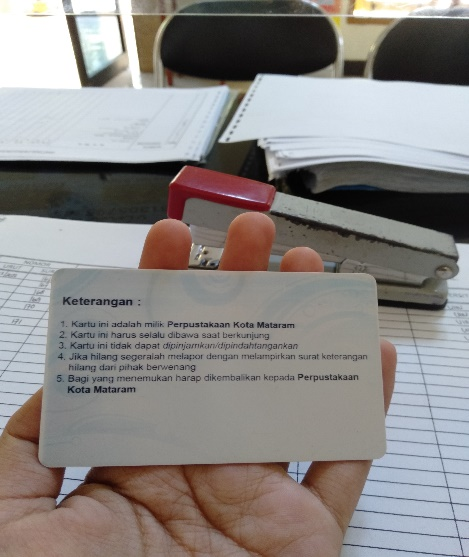 Keterangan :
1. Kartu ini adalah milik Perpustakaan Kota Mataram
2. Kartu ini harus selalu dibawa saat berkunjung
3. Kartu ini tidak dapat dipinjamkan/dipindahtangankan
4. Jika hilang segeralah melapor dengan melampirkan surat keterangan
hilang dari pihak berwenang
5. Bagi yang menemukan harap dikembalikan kepada Perpustakaan
Kota Mataram